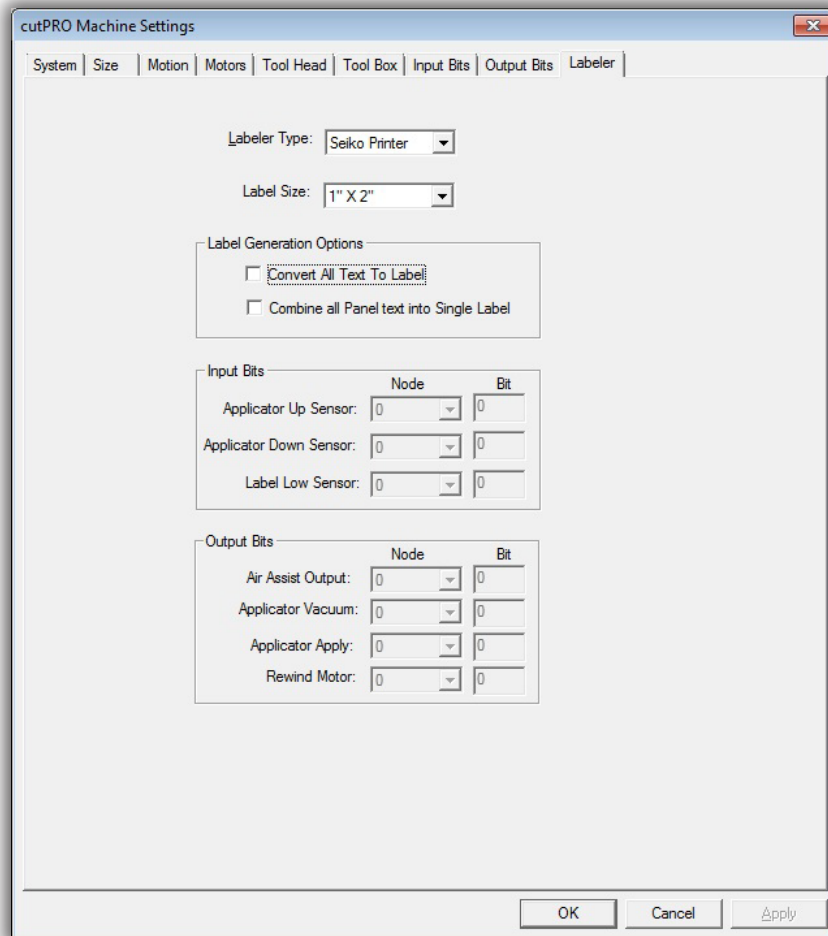 cutPRO Machine Settings
System Size Motion Motors Tool Head Tool Box Input Bits Output Bits Labeler
Labeler Type: Seiko Printer
Label Size: 1" X 2"
Label Generation Options
Convert All Text To Label
Combine all Panel text into Single Label
Input Bits
Node Bit
Applicator Up Sensor: 0 0
Applicator Down Sensor: 0 0
Label Low Sensor: 0 0
Output Bits
Node Bit
Air Assist Output: 0 0
Applicator Vacuum: 0 0
Applicator Apply: 0 0
Rewind Motor: 0 0
OK Cancel Apply